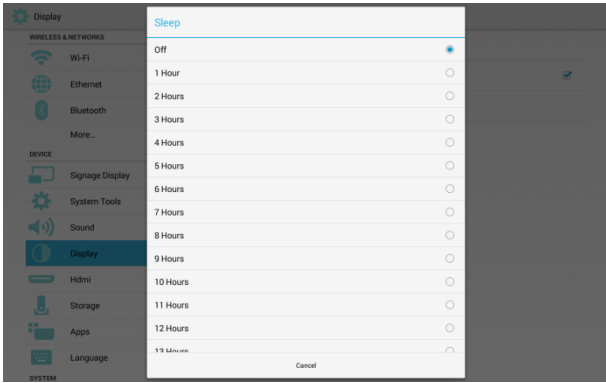 Display
WIRELESS & NETWORKS
Wi-Fi
Ethernet
Bluetooth
More...
DEVICE
Signage Display
System Tools
Sound
Display
Hdmi
Storage
Apps
Language
SYSTEM
Sleep
Off
1 Hour
2 Hours
3 Hours
4 Hours
5 Hours
6 Hours
7 Hours
8 Hours
9 Hours
10 Hours
11 Hours
12 Hours
13 Hours
Cancel